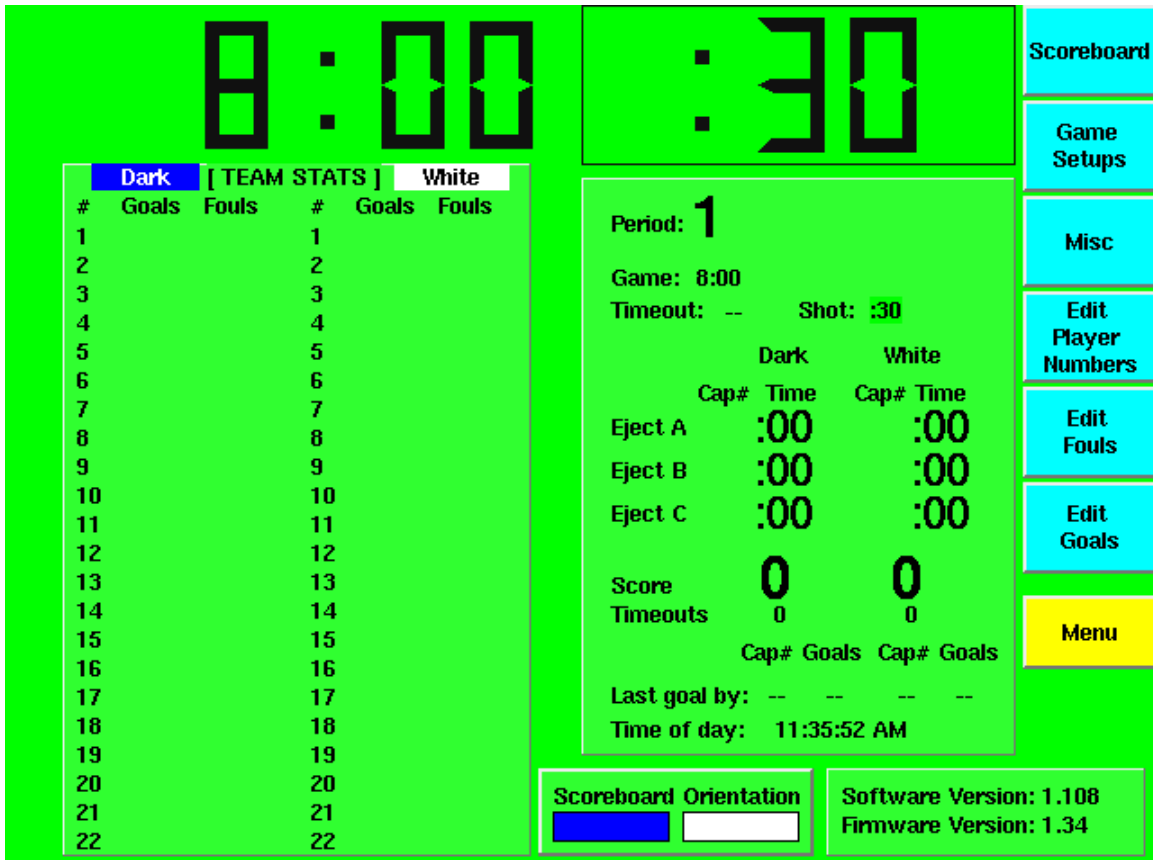 8:00
:30
Dark [ TEAM STATS ] White
# Goals Fouls # Goals Fouls
1 1
2 2
3 3
4 4
5 5
6 6
7 7
8 8
9 9
10 10
11 11
12 12
13 13
14 14
15 15
16 16
17 17
18 18
19 19
20 20
21 21
22 22
Period: 1
Game: 8:00
Timeout: -- Shot: :30
Dark White
Cap# Time Cap# Time
Eject A :00 :00
Eject B :00 :00
Eject C :00 :00
Score 0 0
Timeouts 0 0
Cap# Goals Cap# Goals
Last goal by: -- -- -- --
Time of day: 11:35:52 AM
Scoreboard Orientation
Software Version: 1.108
Firmware Version: 1.34
Scoreboard
Game
Setups
Misc
Edit
Player
Numbers
Edit
Fouls
Edit
Goals
Menu